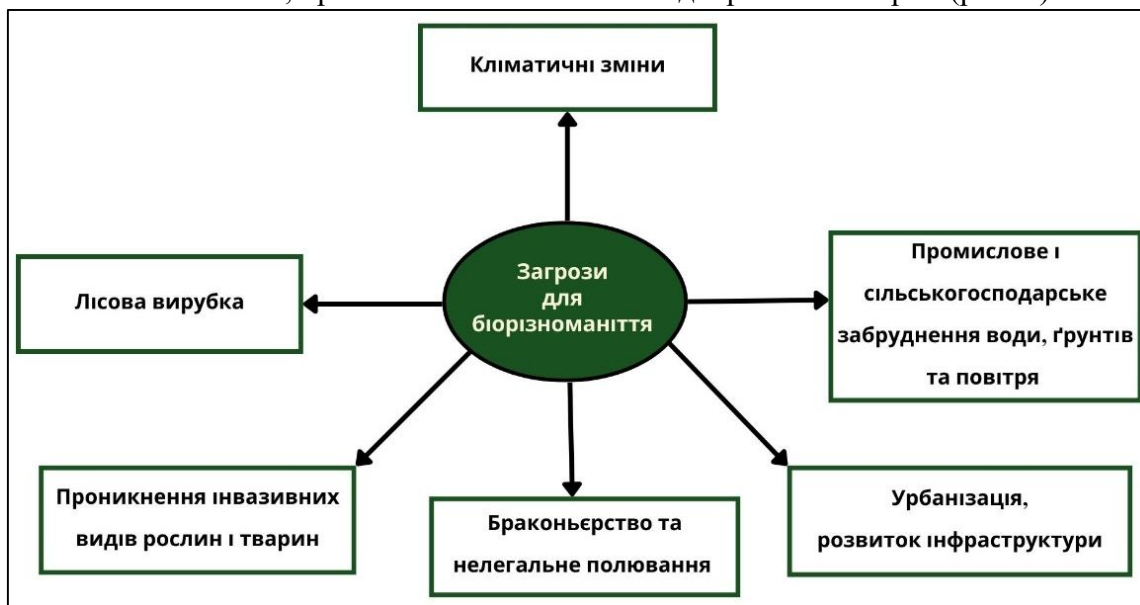 Кліматичні зміни
Загрози
для
біорізноманіття
Промислове і
сільськогосподарське
забруднення води, ґрунтів
та повітря
Лісова вирубка
Проникнення інвазивних
видів рослин і тварин
Браконьєрство та
нелегальне полювання
Урбанізація,
розвиток інфраструктури